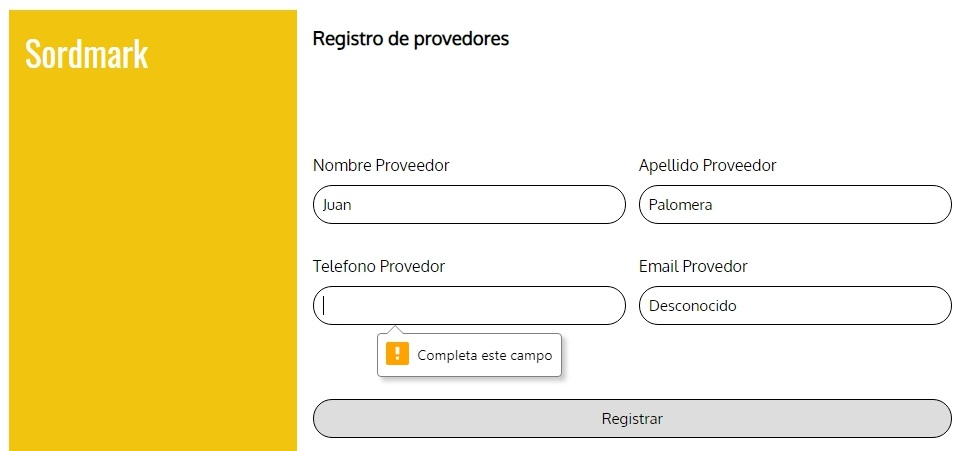 Sordmark
Registro de provedores
Nombre Proveedor
Apellido Proveedor
Juan
Palomera
Telefono Provedor
Email Provedor
Desconocido
Completa este campo
Registrar